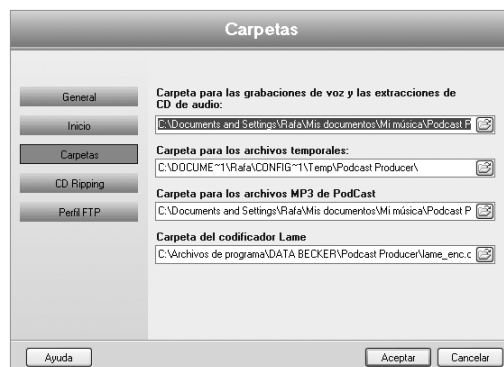 Carpetas
General
Inicio
Carpetas
CD Ripping
Perfil FTP
Carpeta para las grabaciones de voz y las extracciones de
CD de audio:
C:\Documents and Settings\Rafa\Mis documentos\Mi música\Podcast P
Carpeta para los archivos temporales:
C:\DOCUME~1\Rafa\CONFIG~1\Temp\Podcast Producer\
Carpeta para los archivos MP3 de PodCast
C:\Documents and Settings\Rafa\Mis documentos\Mi música\Podcast P
Carpeta del codificador Lame
C:\Archivos de programa\DATA BECKER\Podcast Producer\lame_enc.c
Ayuda
Aceptar
Cancelar